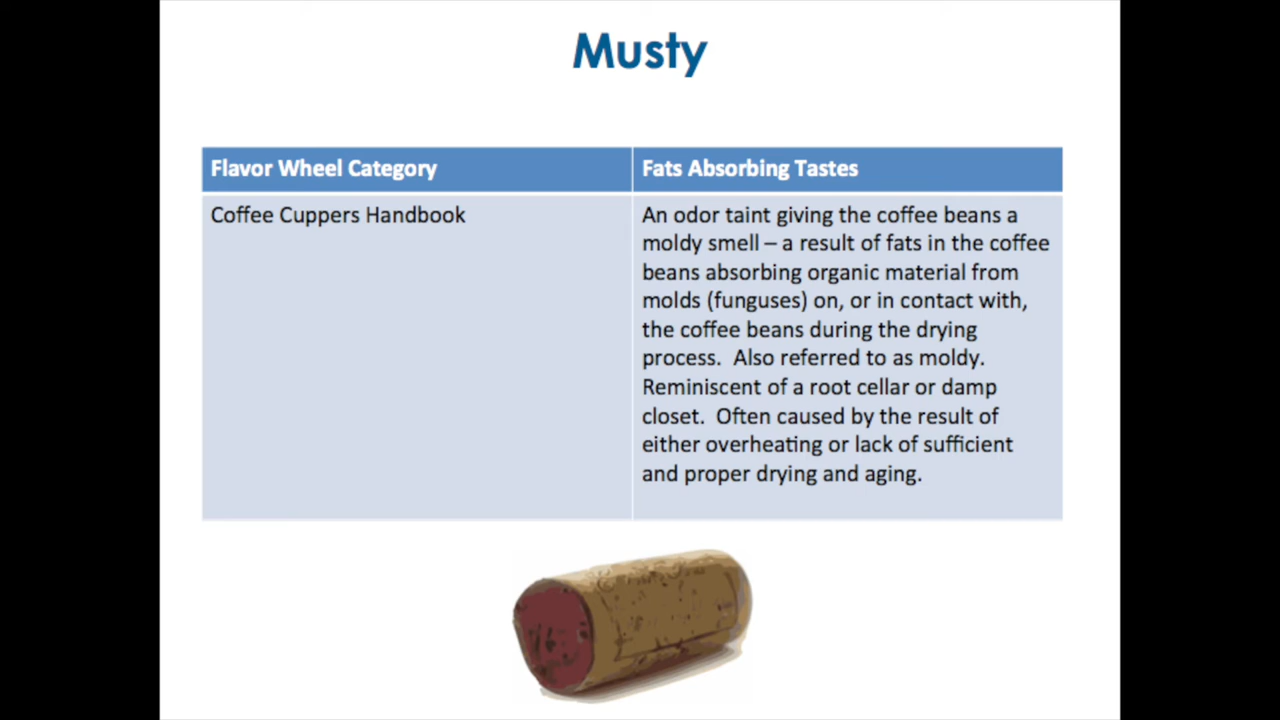 Musty
Flavor Wheel Category
Fats Absorbing Tastes
Coffee Cuppers Handbook
An odor taint giving the coffee beans a
moldy smell – a result of fats in the coffee
beans absorbing organic material from
molds (funguses) on, or in contact with,
the coffee beans during the drying
process.  Also referred to as moldy.
Reminiscent of a root cellar or damp
closet.  Often caused by the result of
either overheating or lack of sufficient
and proper drying and aging.